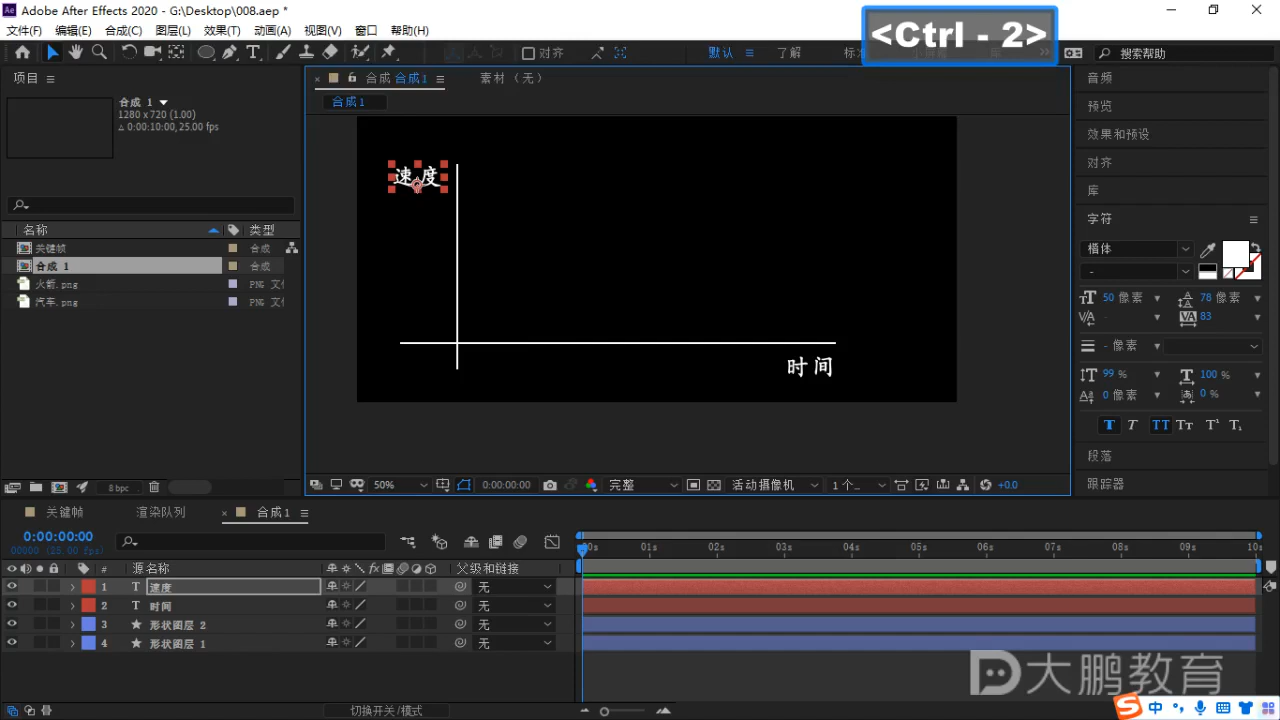 Adobe After Effects 2020 - G:\Desktop\008.aep *
文件(F) 编辑(E) 合成(C) 图层(L) 效果(T) 动画(A) 视图(V) 窗口 帮助(H)
<Ctrl - 2>
对齐 默认 了解 搜索帮助
项目
合成 1
1280 x 720 (1.00)
Δ 0:00:10:00, 25.00 fps
名称 类型
关键帧 合成
合成 1 合成
火箭.png PNG 文
汽车.png PNG 文
8 bpc
合成 合成1 素材 (无)
合成1
速度
时间
50% 0:00:00:00 完整 活动摄像机 1 个... +0.0
音频
预览
效果和预设
对齐
库
字符
楷体
-
50 像素 78 像素
83
- 像素
99 % 100 %
0 像素 0 %
段落
跟踪器
关键帧 渲染队列 合成1
0:00:00:00
00000 (25.00 fps)
:00s 01s 02s 03s 04s 05s 06s 07s 08s 09s 10s
# 源名称 父级和链接
1 T 速度 无
2 T 时间 无
3 形状图层 2 无
4 形状图层 1 无
切换开关/模式
大鹏教育
中